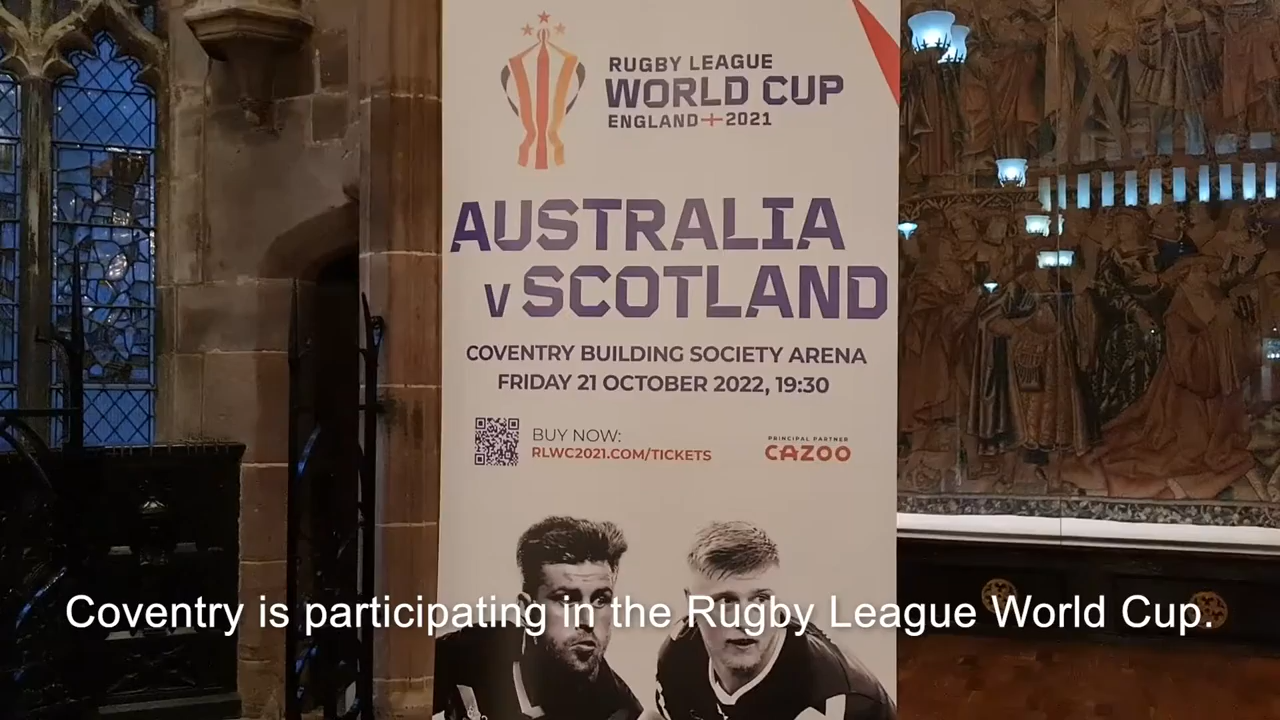 RUGBY LEAGUE
WORLD CUP
ENGLAND 2021
AUSTRALIA
V SCOTLAND
COVENTRY BUILDING SOCIETY ARENA
FRIDAY 21 OCTOBER 2022, 19:30
BUY NOW:
RLWC2021.COM/TICKETS
PRINCIPAL PARTNER
CAZOO
Coventry is participating in the Rugby League World Cup.